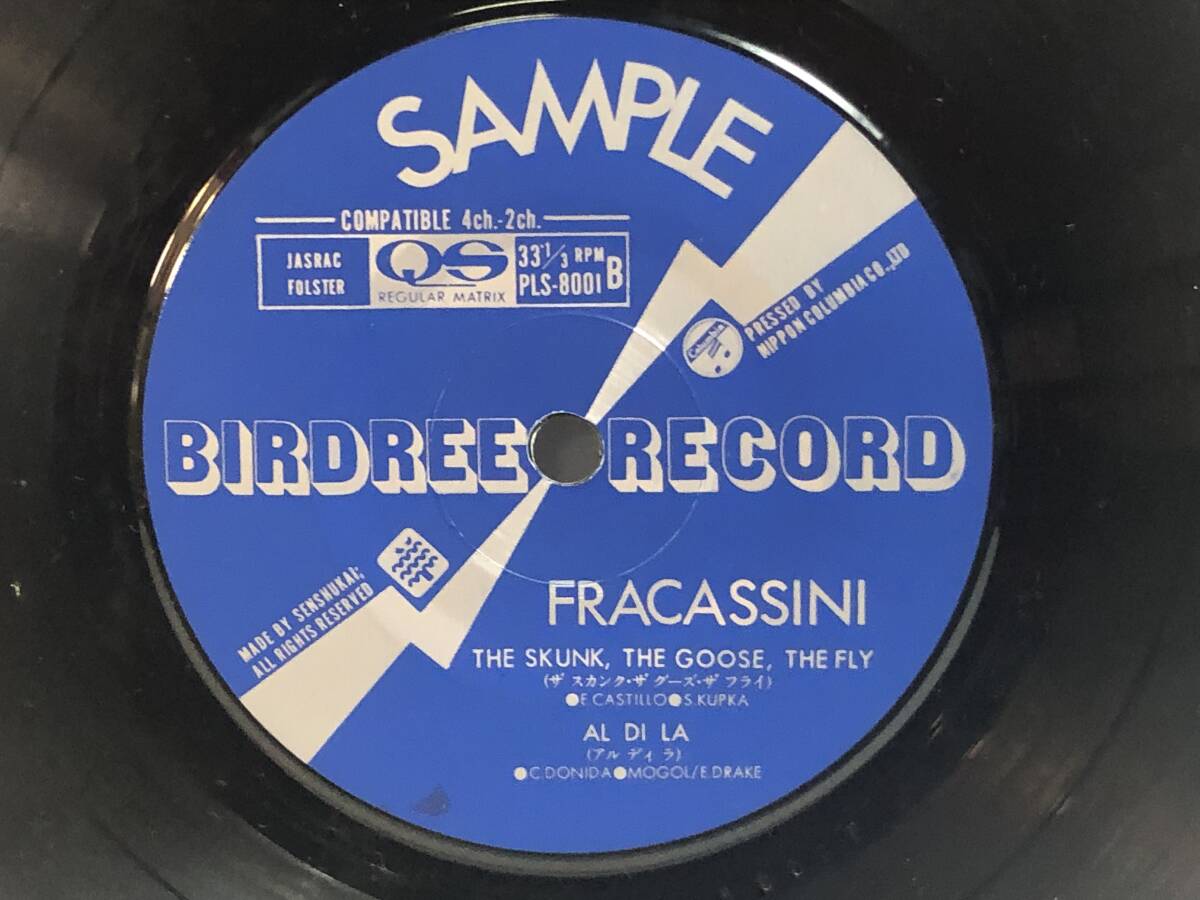 SAMPLE
COMPATIBLE 4ch.-2ch.
JASRAC
FOLSTER
QS
REGULAR MATRIX
33-1/3 RPM
PLS-8001 B
PRESSED BY
NIPPON COLUMBIA CO.,LTD
Columbia
BIRDREE RECORD
MADE BY SENSHUKAI;
ALL RIGHTS RESERVED
FRACASSINI
THE SKUNK, THE GOOSE, THE FLY
(ザ スカンク・ザ グーズ・ザ フライ)
●E.CASTILLO●S.KUPKA
AL DI LA
(アル ディ ラ)
●C.DONIDA●MOGOL/E.DRAKE